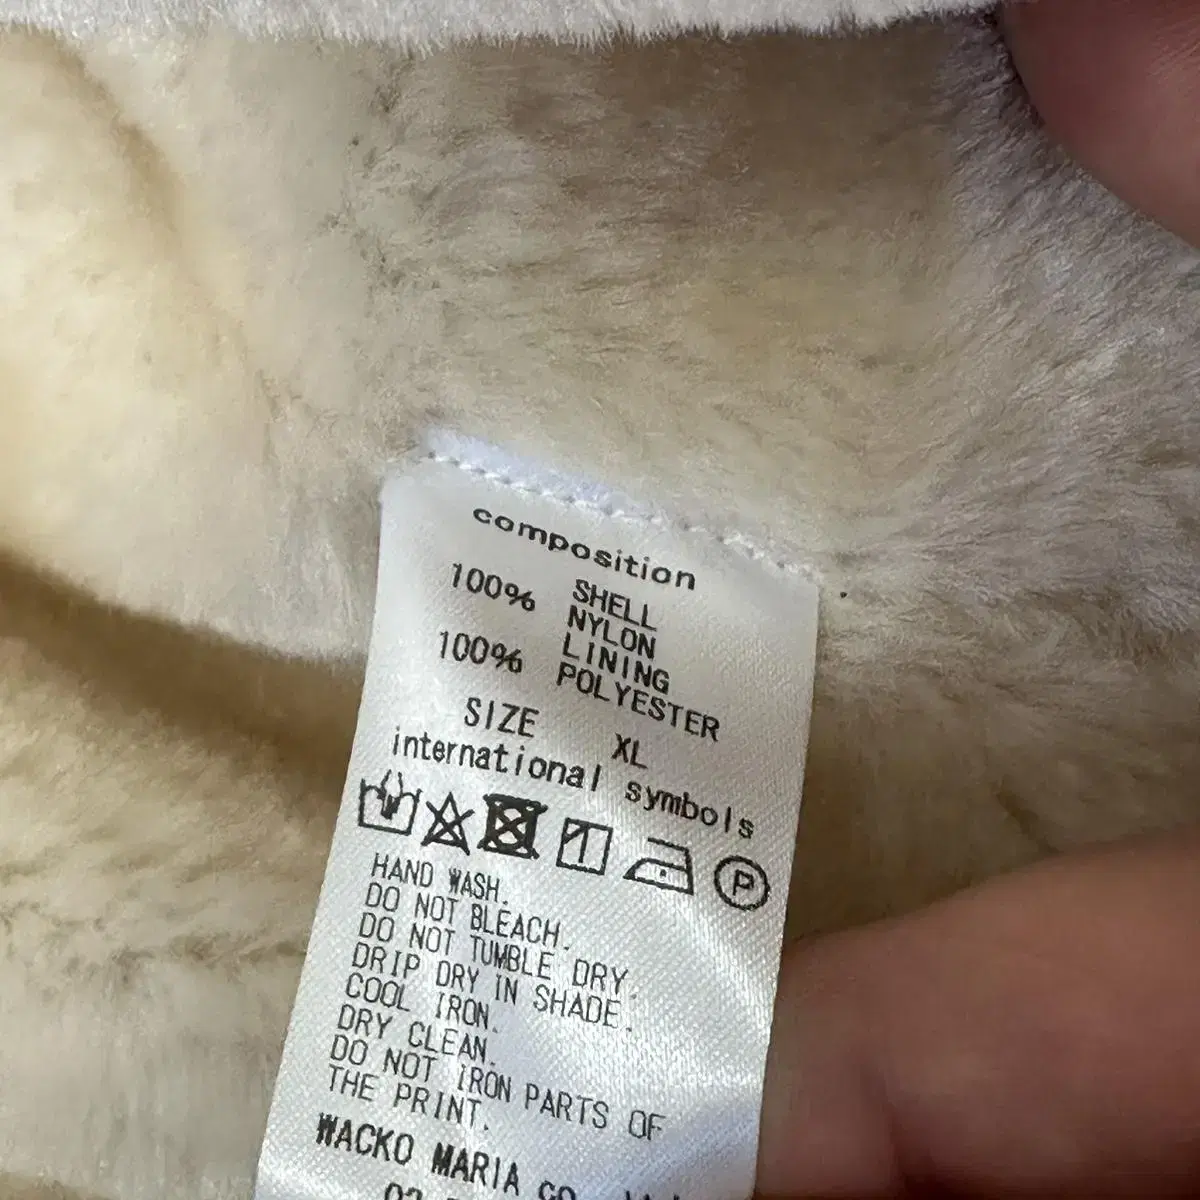 composition
SHELL
100% NYLON
LINING
100% POLYESTER
SIZE XL
international symbols
P
HAND WASH.
DO NOT BLEACH.
DO NOT TUMBLE DRY.
DRIP DRY IN SHADE.
COOL IRON.
DRY CLEAN.
DO NOT IRON PARTS OF
THE PRINT.
WACKO MARIA CO.